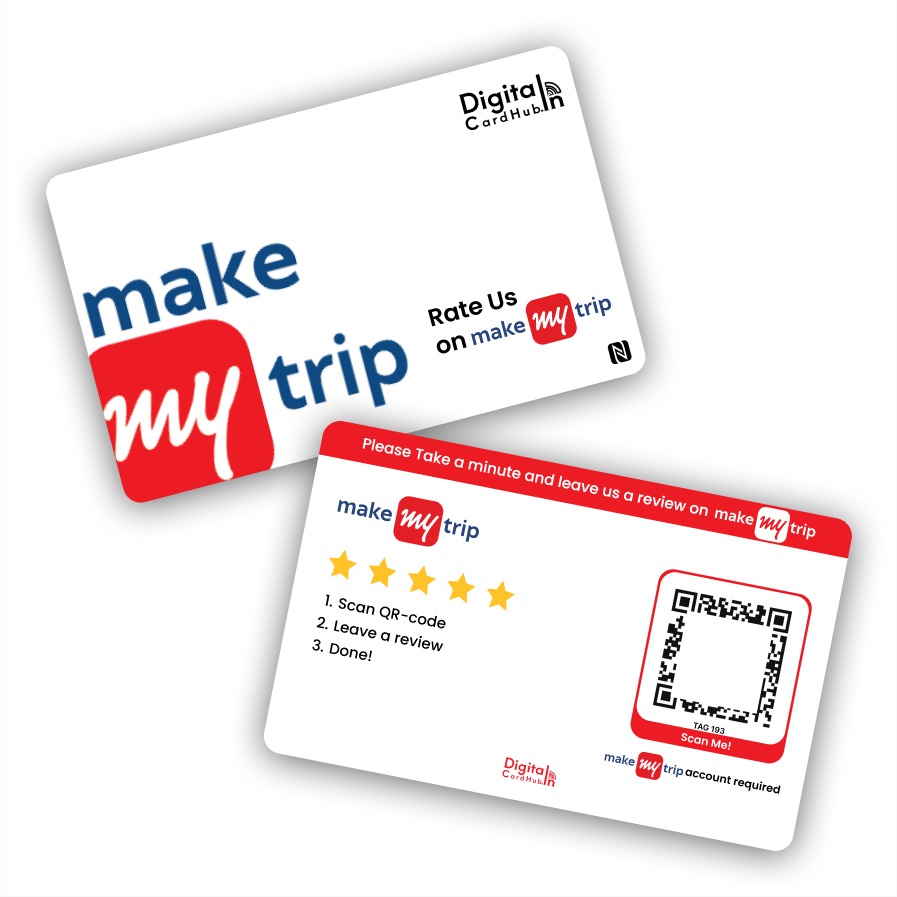 Digital In
CardHub.
make
my trip
Rate Us
on make my trip
Please Take a minute and leave us a review on make my trip
make my trip
1. Scan QR-code
2. Leave a review
3. Done!
TAG 193
Scan Me!
make my trip account required
Digital In
CardHub.